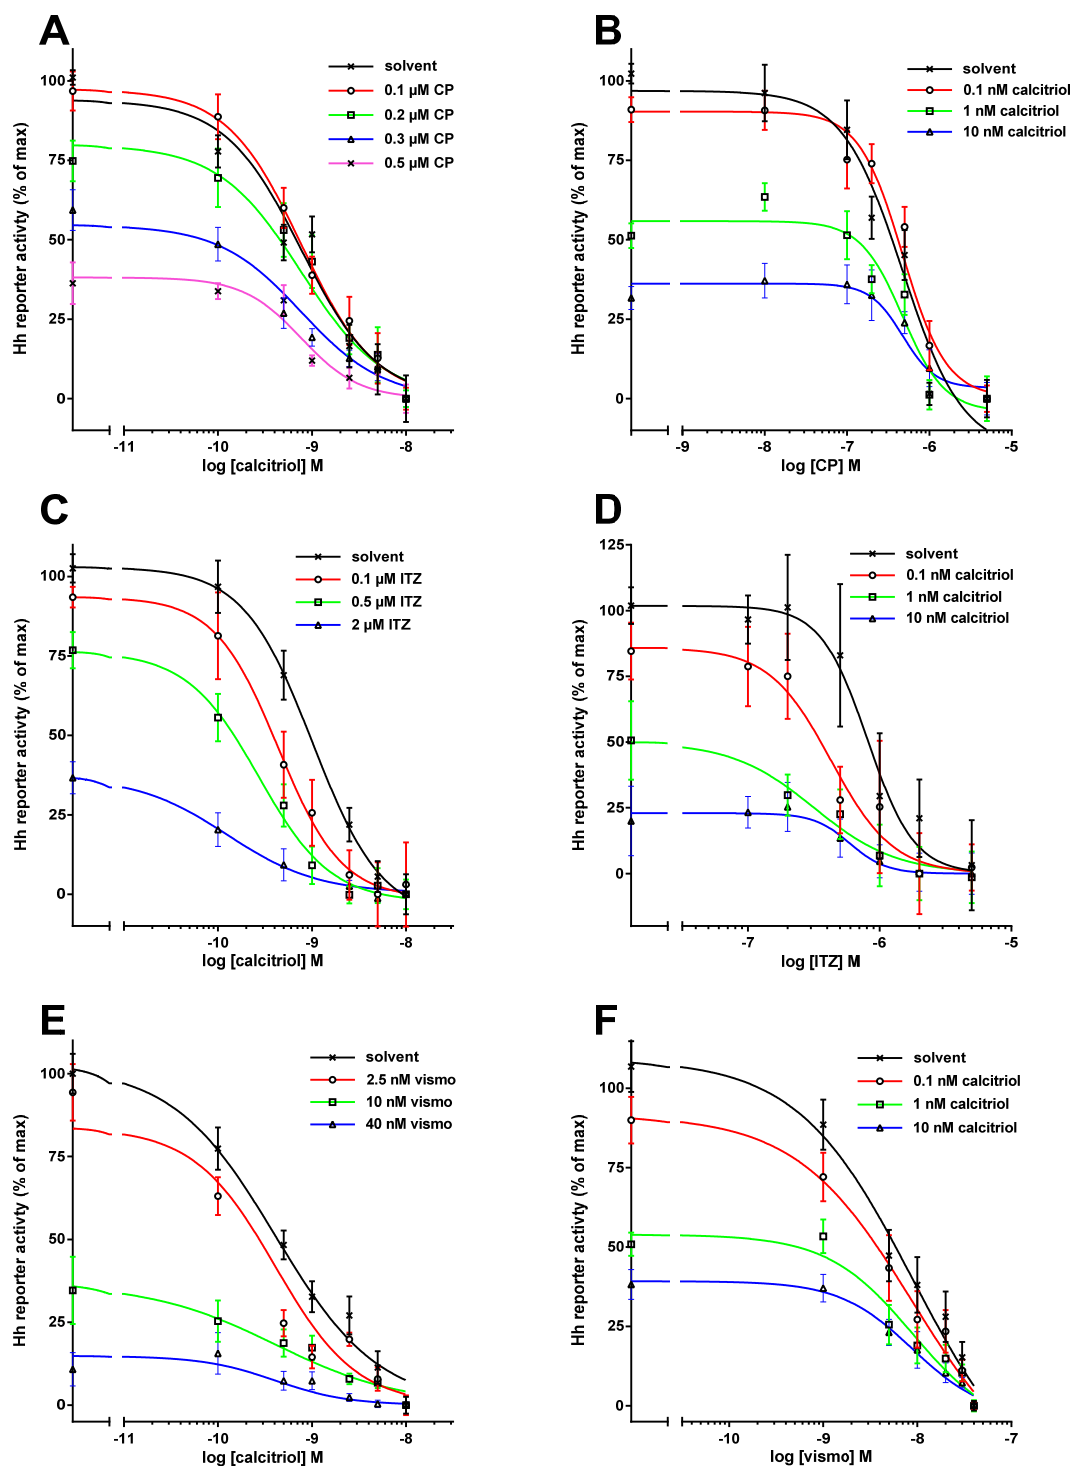 A
Hh reporter activty (% of max)
100
75
50
25
0
-11
-10
-9
-8
log [calcitriol] M
solvent
0.1 µM CP
0.2 µM CP
0.3 µM CP
0.5 µM CP
B
Hh reporter activty (% of max)
100
75
50
25
0
-9
-8
-7
-6
-5
log [CP] M
solvent
0.1 nM calcitriol
1 nM calcitriol
10 nM calcitriol
C
Hh reporter activty (% of max)
100
75
50
25
0
-11
-10
-9
-8
log [calcitriol] M
solvent
0.1 µM ITZ
0.5 µM ITZ
2 µM ITZ
D
Hh reporter activty (% of max)
125
100
75
50
25
0
-7
-6
-5
log [ITZ] M
solvent
0.1 nM calcitriol
1 nM calcitriol
10 nM calcitriol
E
Hh reporter activty (% of max)
100
75
50
25
0
-11
-10
-9
-8
log [calcitriol] M
solvent
2.5 nM vismo
10 nM vismo
40 nM vismo
F
Hh reporter activty (% of max)
100
75
50
25
0
-10
-9
-8
-7
log [vismo] M
solvent
0.1 nM calcitriol
1 nM calcitriol
10 nM calcitriol